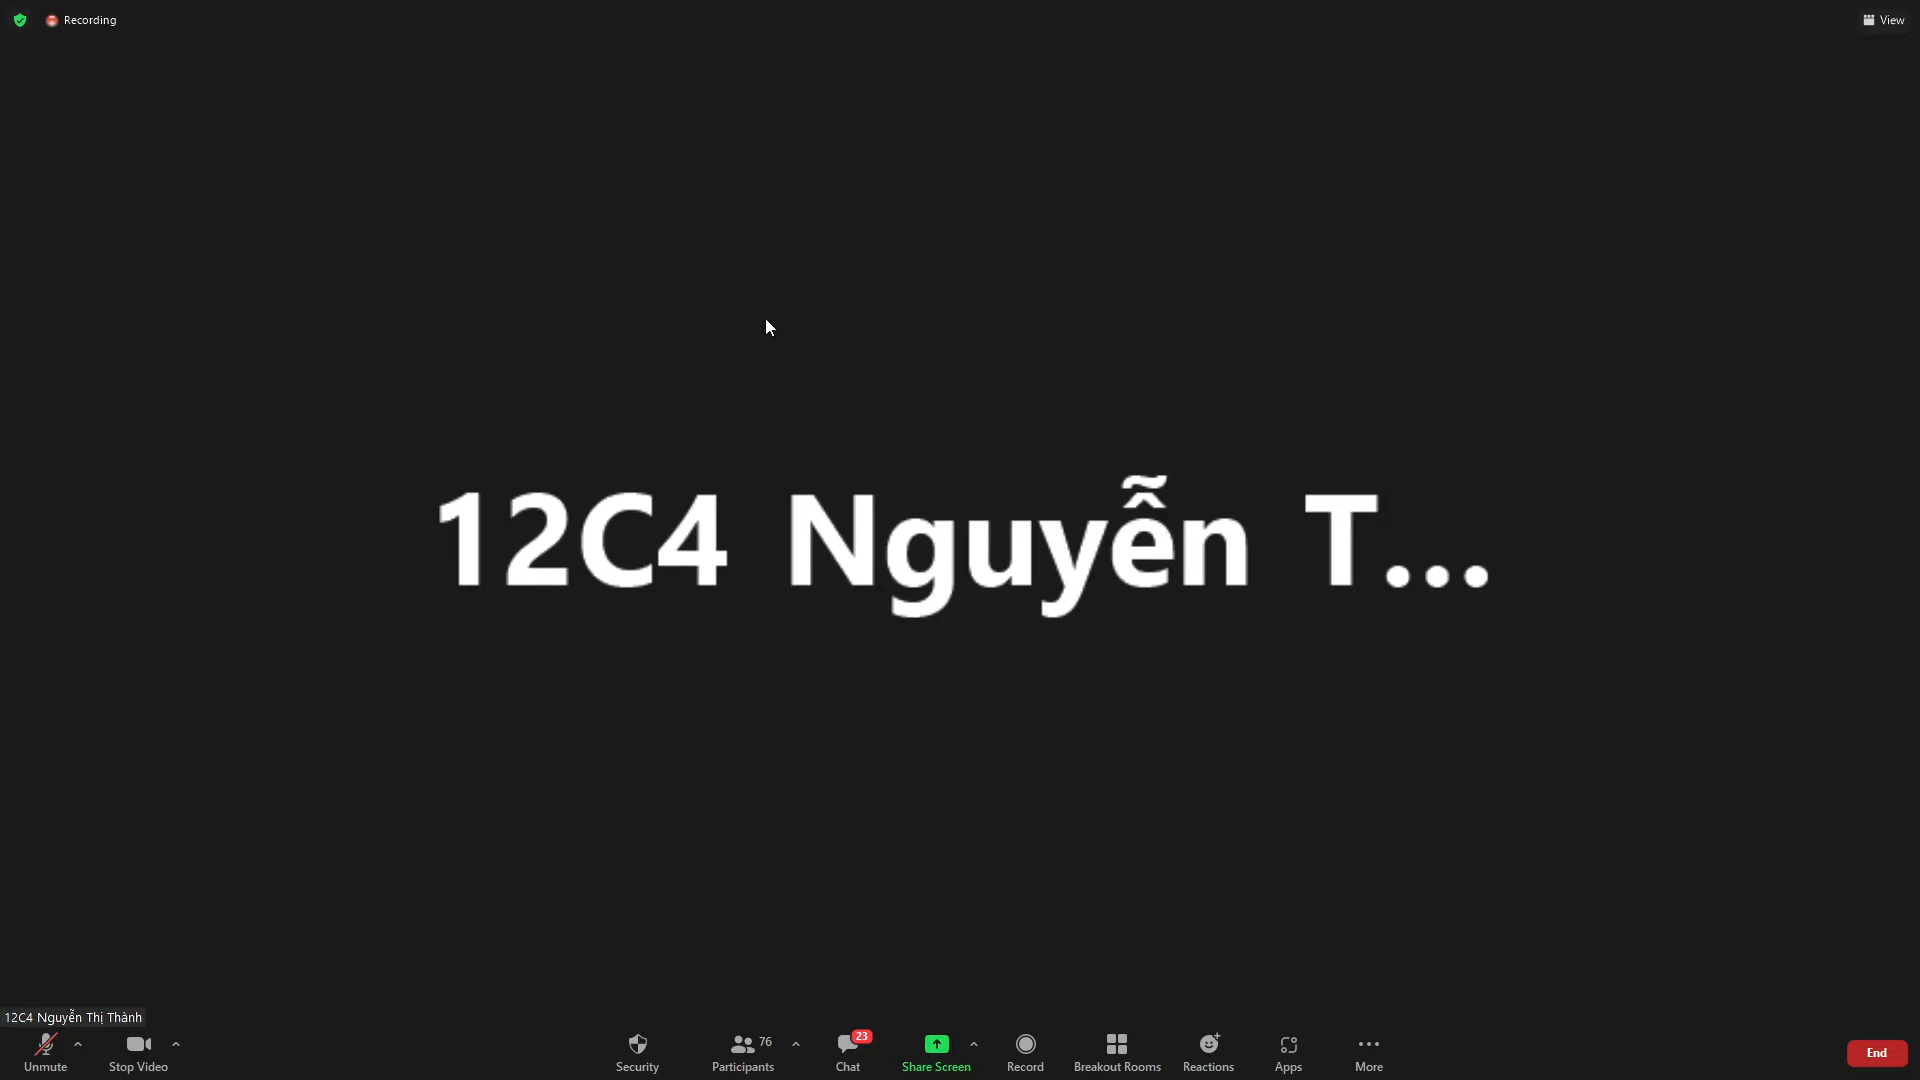 Recording
View
12C4 Nguyễn T...
12C4 Nguyễn Thị Thành
Unmute
Stop Video
Security
76
Participants
23
Chat
Share Screen
Record
Breakout Rooms
Reactions
Apps
More
End